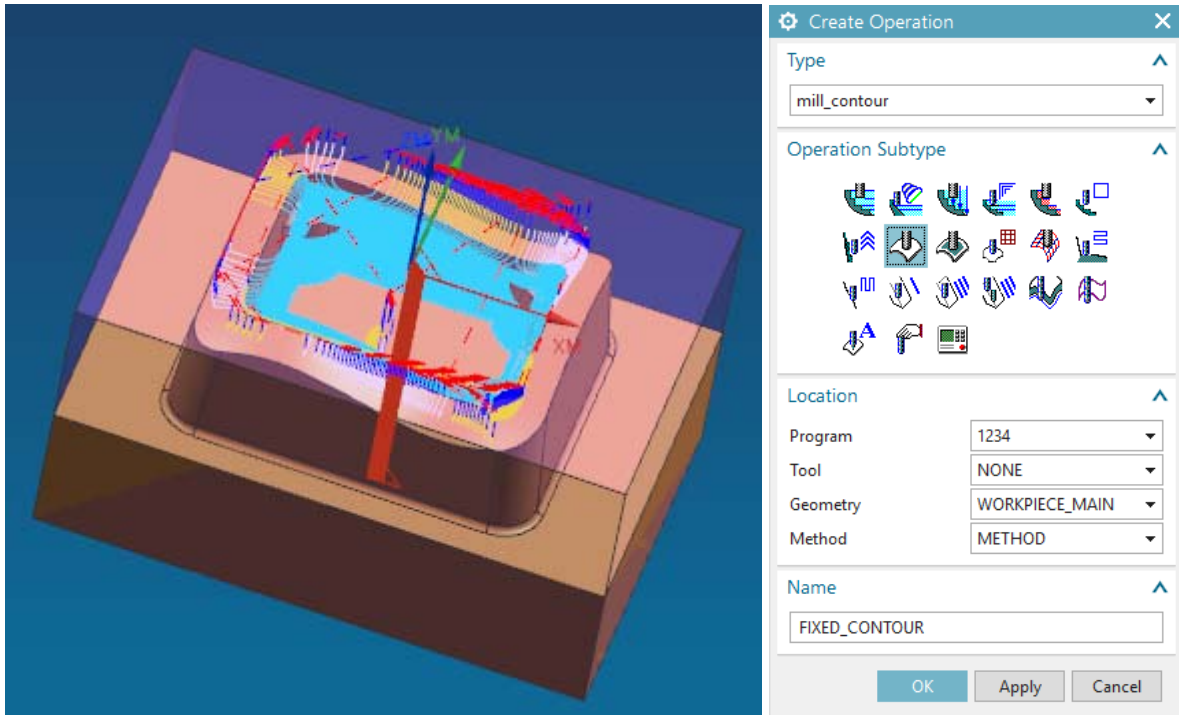 ZM
YM
XM
Create Operation
Type
mill_contour
Operation Subtype
A
Location
Program 1234
Tool NONE
Geometry WORKPIECE_MAIN
Method METHOD
Name
FIXED_CONTOUR
OK Apply Cancel